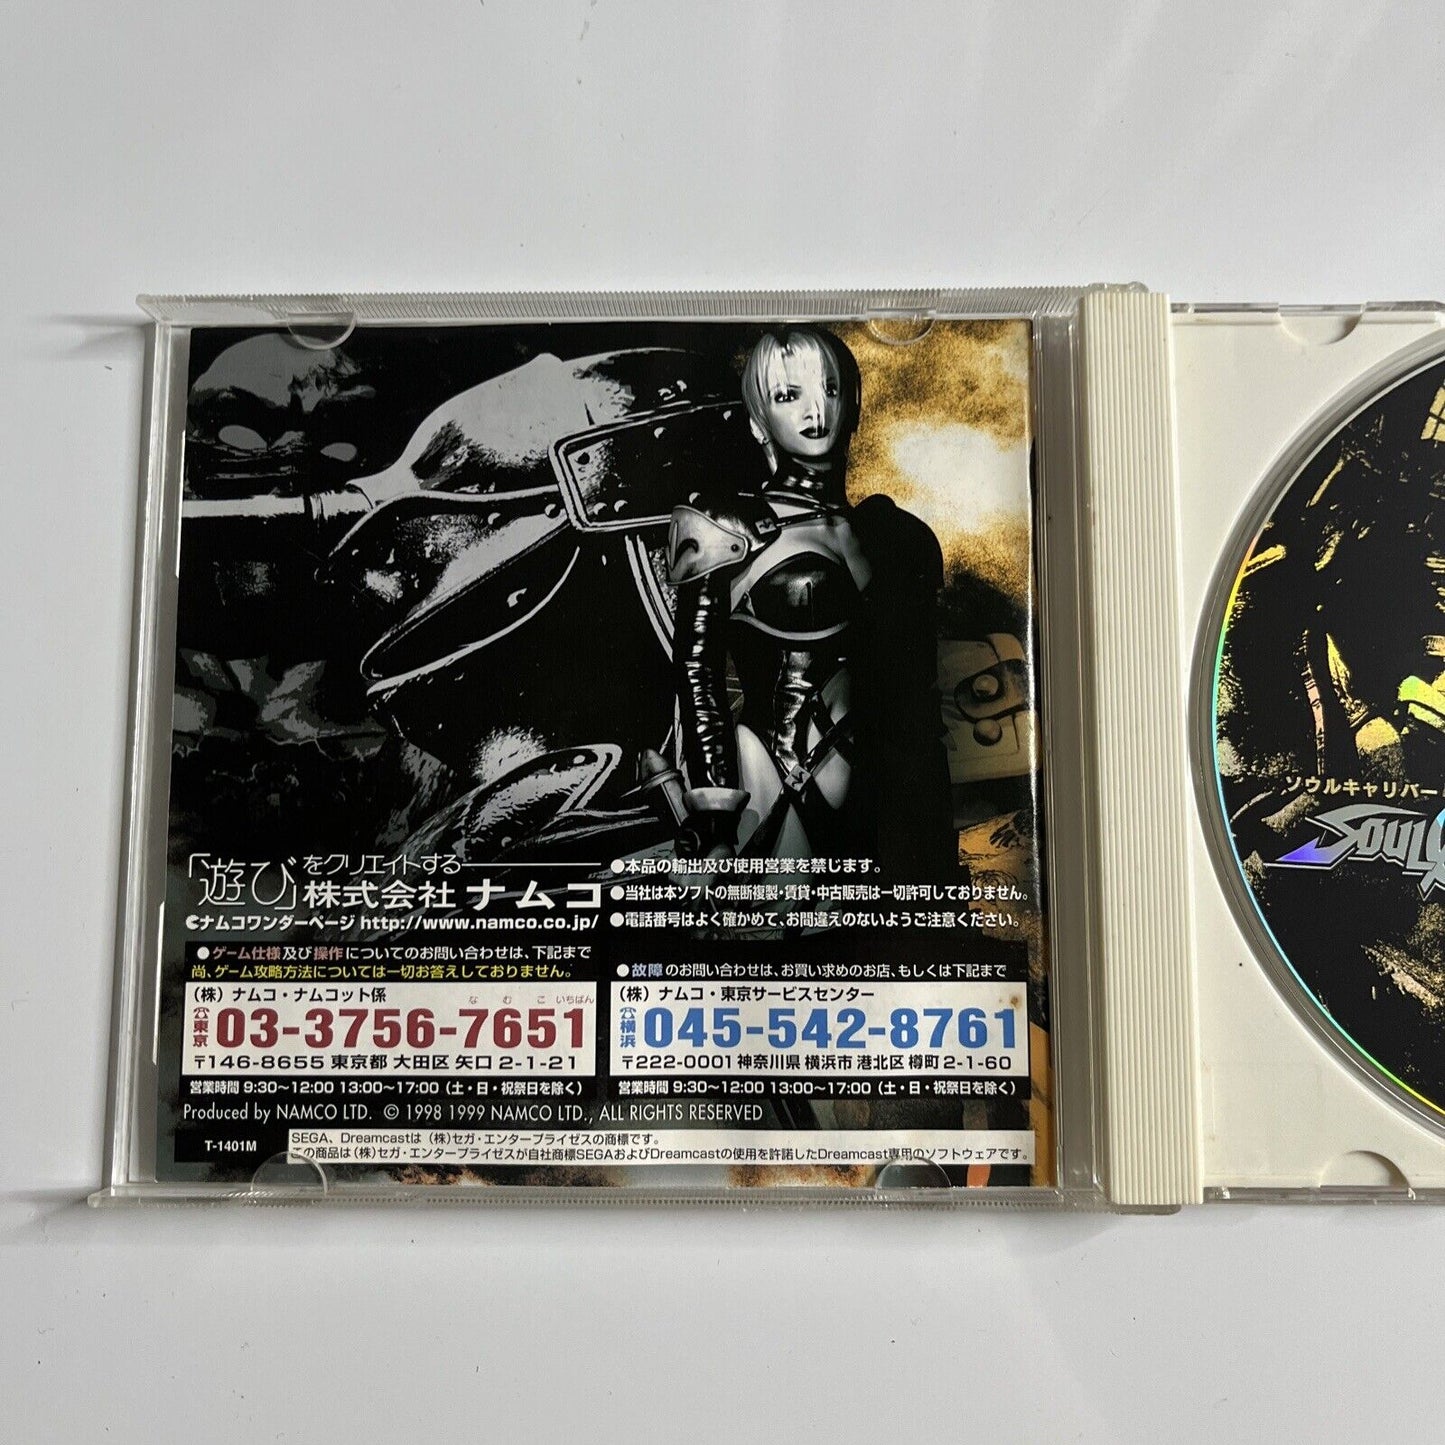 「遊び」をクリエイトする
株式会社 ナムコ
ナムコワンダーページ http://www.namco.co.jp/
●本品の輸出及び使用営業を禁じます。
●当社は本ソフトの無断複製・賃貸・中古販売は一切許可しておりません。
●電話番号はよく確かめて、お間違えのないようご注意ください。
●ゲーム仕様及び操作についてのお問い合わせは、下記まで
尚、ゲーム攻略方法については一切お答えしておりません。
(株) ナムコ・ナムコット係
なむこ いちばん
☎東京 03-3756-7651
〒146-8655 東京都 大田区 矢口 2-1-21
営業時間 9:30〜12:00 13:00〜17:00 (土・日・祝祭日を除く)
●故障のお問い合わせは、お買い求めのお店、もしくは下記まで
(株) ナムコ・東京サービスセンター
☎横浜 045-542-8761
〒222-0001 神奈川県 横浜市 港北区 樽町 2-1-60
営業時間 9:30〜12:00 13:00〜17:00 (土・日・祝祭日を除く)
Produced by NAMCO LTD. © 1998 1999 NAMCO LTD., ALL RIGHTS RESERVED
T-1401M
SEGA、Dreamcastは (株)セガ・エンタープライゼスの商標です。
この商品は(株)セガ・エンタープライゼスが自社商標SEGAおよびDreamcastの使用を許諾したDreamcast専用のソフトウェアです。
ソウルキャリバー
SOUL